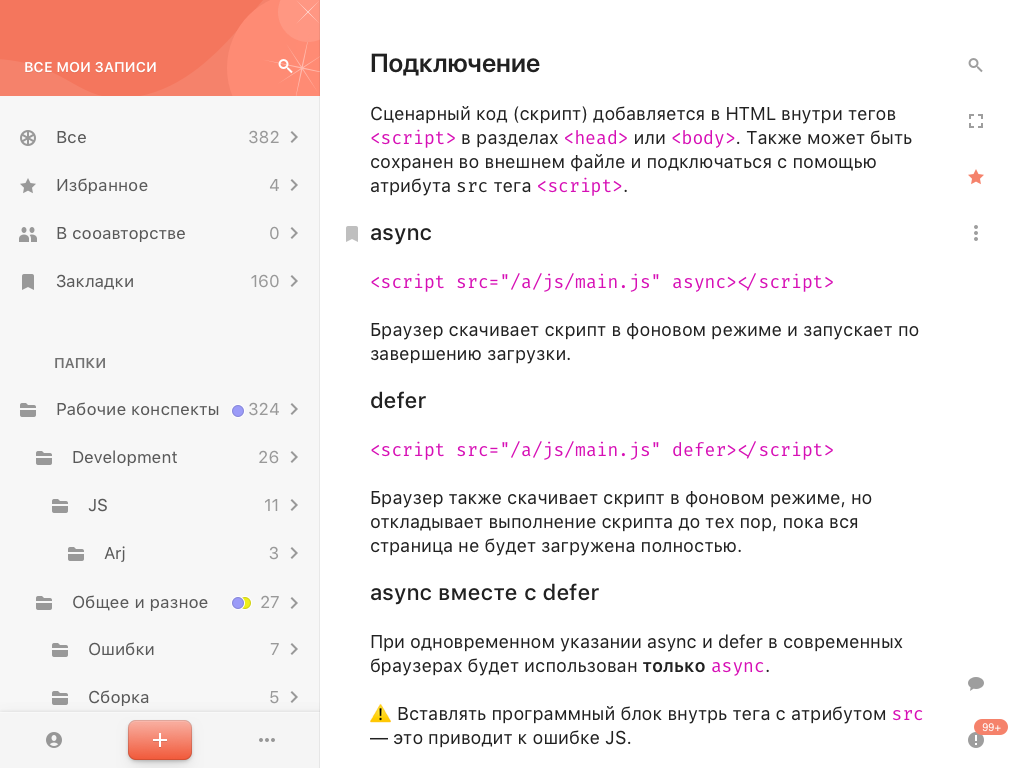 ВСЕ МОИ ЗАПИСИ
Все 382
Избранное 4
В сооавторстве 0
Закладки 160
ПАПКИ
Рабочие конспекты 324
Development 26
JS 11
Arj 3
Общее и разное 27
Ошибки 7
Сборка 5
Подключение
Сценарный код (скрипт) добавляется в HTML внутри тегов
<script> в разделах <head> или <body>. Также может быть
сохранен во внешнем файле и подключаться с помощью
атрибута src тега <script>.
async
<script src="/a/js/main.js" async></script>
Браузер скачивает скрипт в фоновом режиме и запускает по
завершению загрузки.
defer
<script src="/a/js/main.js" defer></script>
Браузер также скачивает скрипт в фоновом режиме, но
откладывает выполнение скрипта до тех пор, пока вся
страница не будет загружена полностью.
async вместе с defer
При одновременном указании async и defer в современных
браузерах будет использован только async.
⚠️ Вставлять программный блок внутрь тега с атрибутом src
— это приводит к ошибке JS.
99+